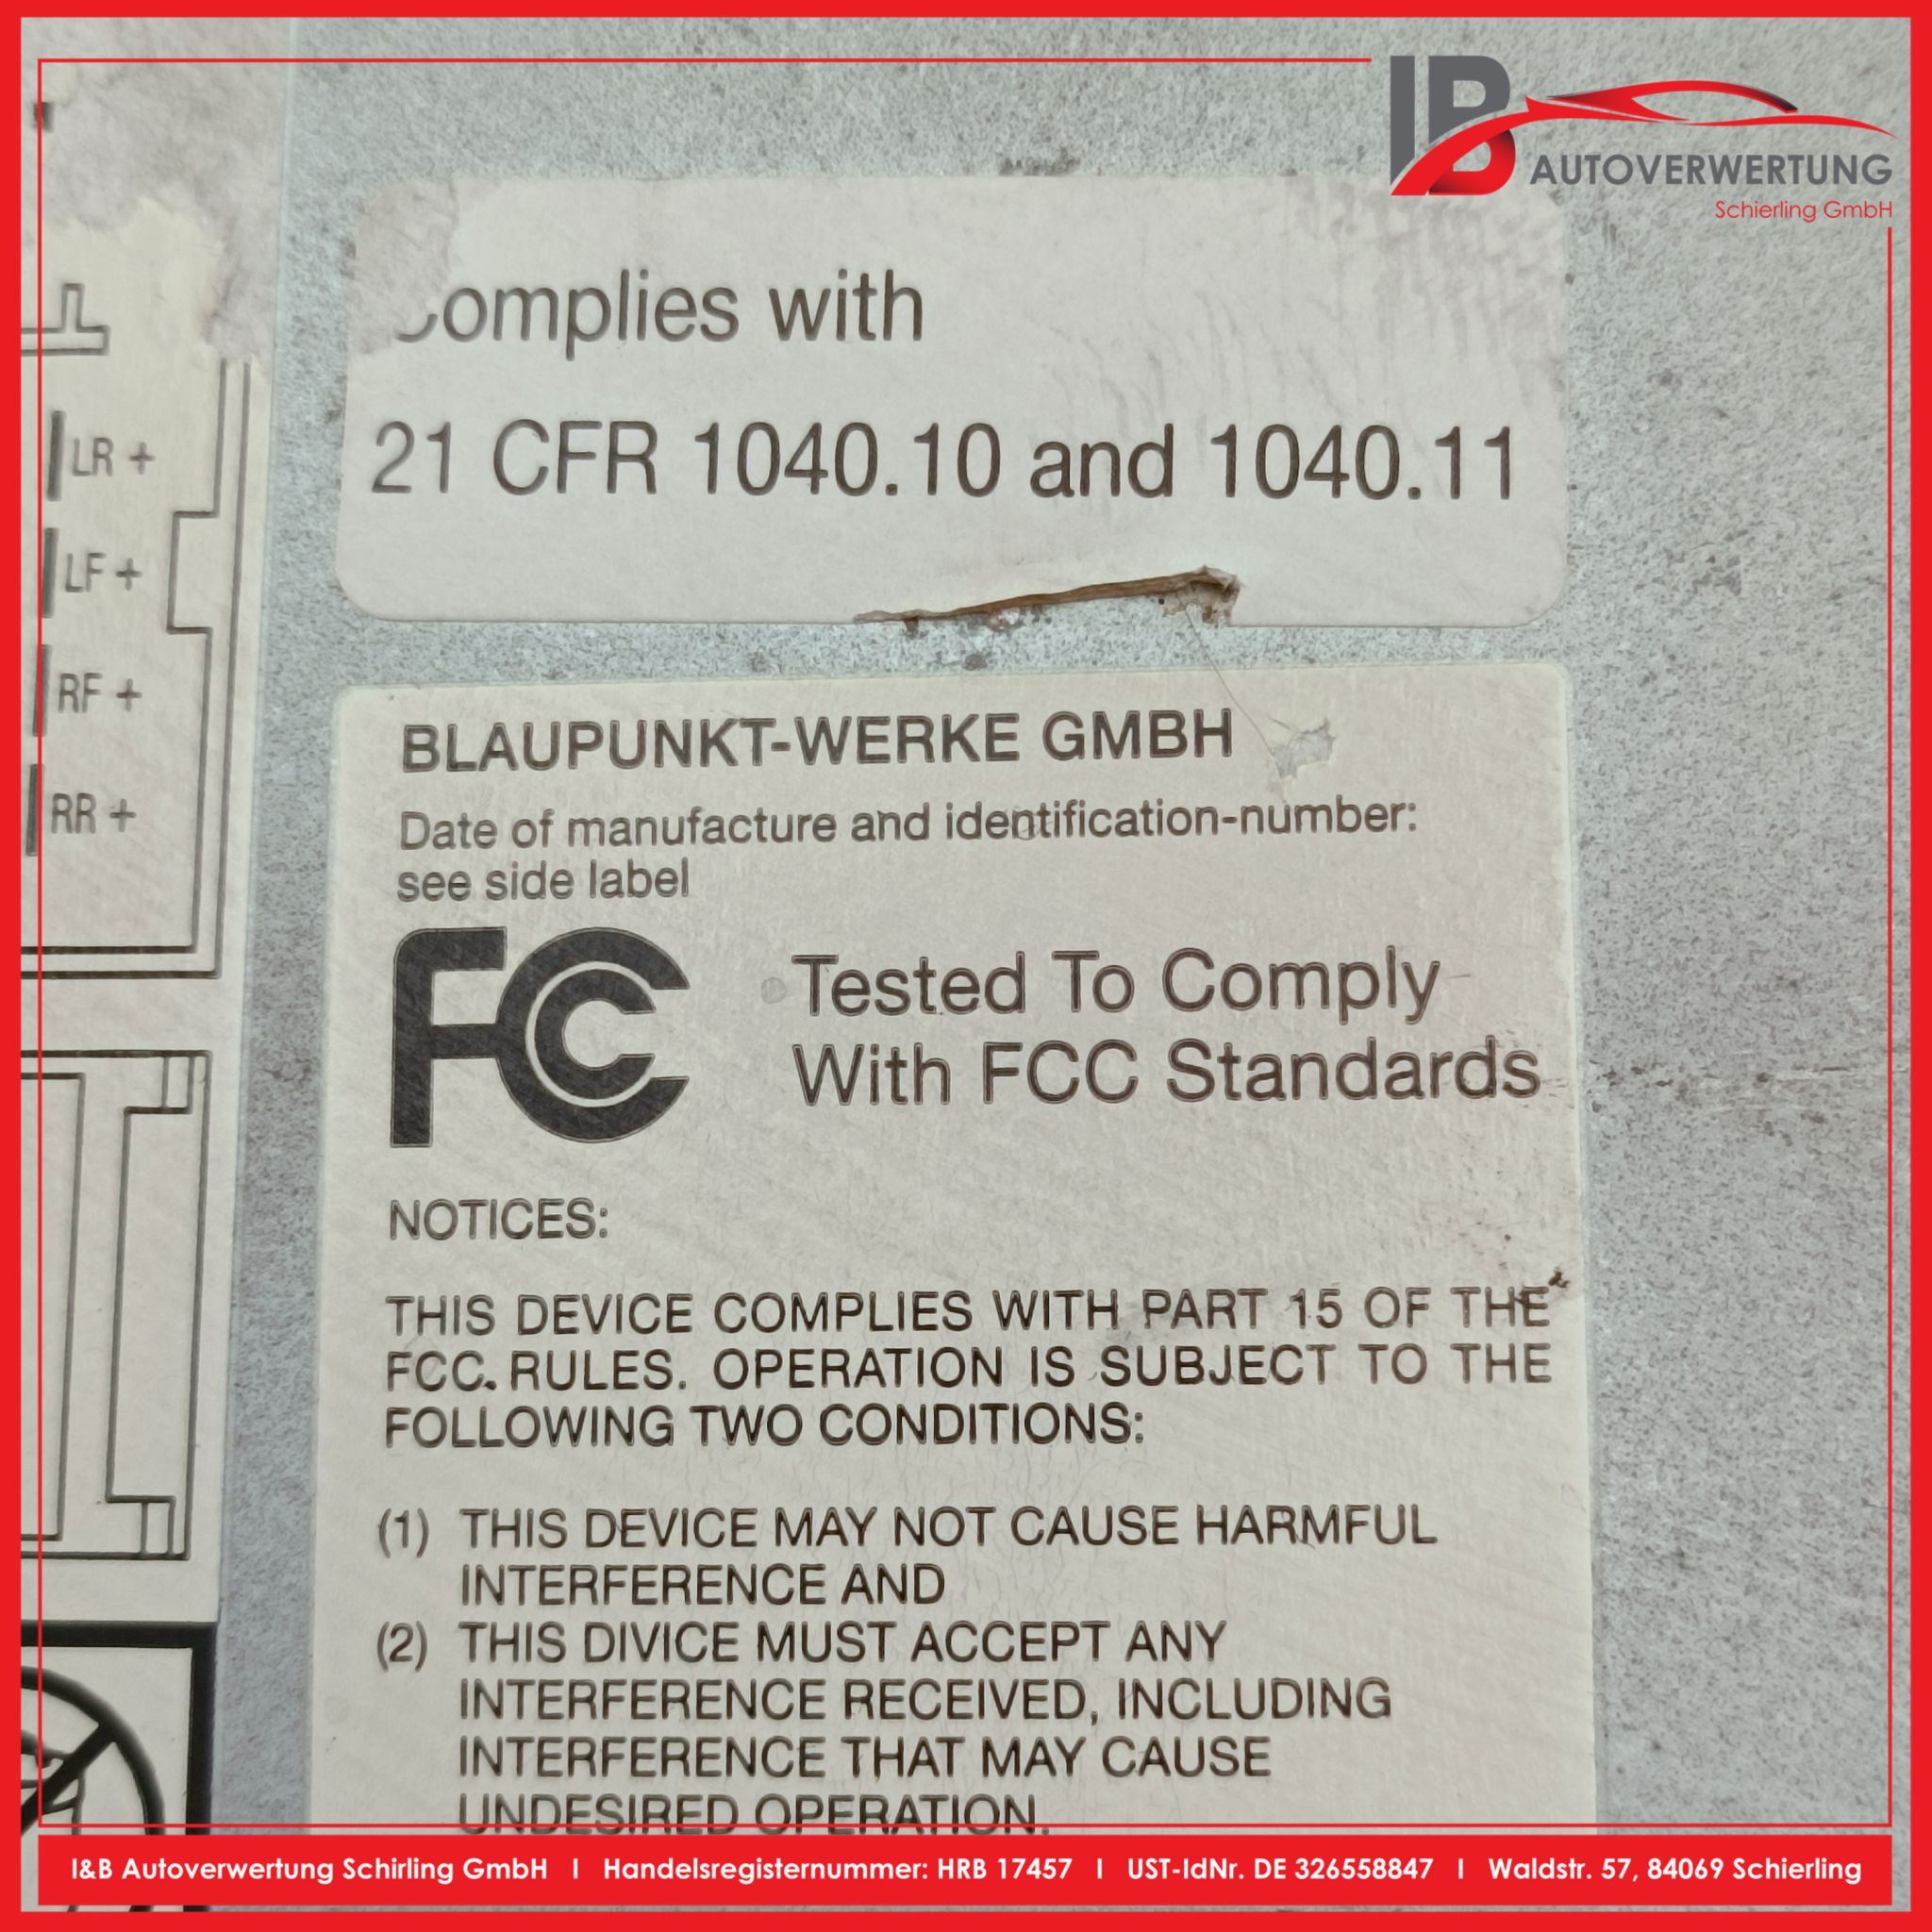 IB
AUTOVERWERTUNG
Schierling GmbH
omplies with
21 CFR 1040.10 and 1040.11
LR +
LF +
RF +
RR +
BLAUPUNKT-WERKE GMBH
Date of manufacture and identification-number:
see side label
FCC
Tested To Comply
With FCC Standards
NOTICES:
THIS DEVICE COMPLIES WITH PART 15 OF THE
FCC. RULES. OPERATION IS SUBJECT TO THE
FOLLOWING TWO CONDITIONS:
(1) THIS DEVICE MAY NOT CAUSE HARMFUL
INTERFERENCE AND
(2) THIS DIVICE MUST ACCEPT ANY
INTERFERENCE RECEIVED, INCLUDING
INTERFERENCE THAT MAY CAUSE
UNDESIRED OPERATION.
I&B Autoverwertung Schirling GmbH I Handelsregisternummer: HRB 17457 I UST-IdNr. DE 326558847 I Waldstr. 57, 84069 Schierling